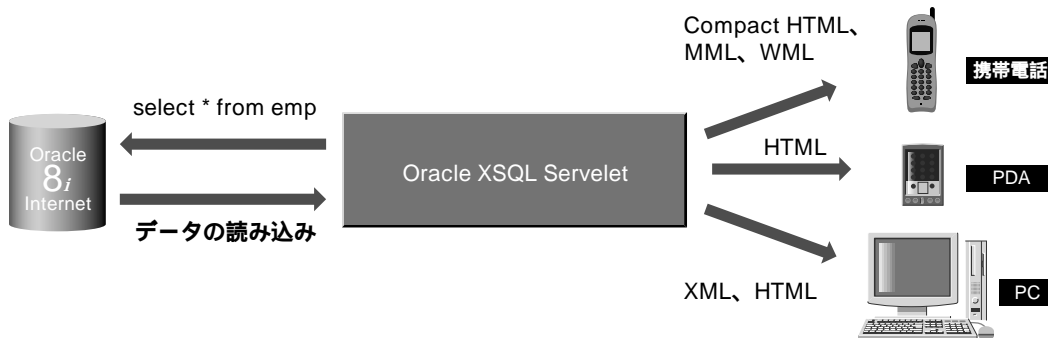 Compact HTML、
MML、WML
携帯電話
select * from emp
Oracle
8i
Internet
Oracle XSQL Servelet
HTML
PDA
データの読み込み
XML、HTML
PC